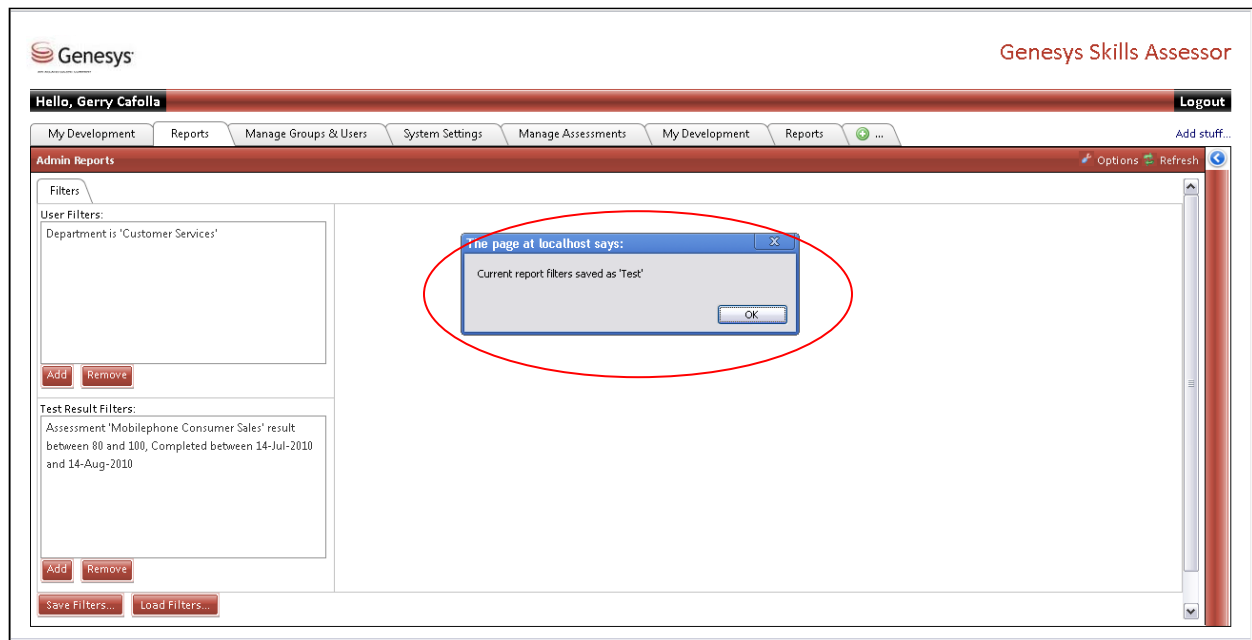 Genesys
Genesys Skills Assessor
Hello, Gerry Cafolla
Logout
My Development
Reports
Manage Groups & Users
System Settings
Manage Assessments
My Development
Reports
...
Add stuff...
Admin Reports
Options
Refresh
Filters
User Filters:
Department is 'Customer Services'
The page at localhost says:
X
Current report filters saved as 'Test'
OK
Add
Remove
Test Result Filters:
Assessment 'Mobilephone Consumer Sales' result
between 80 and 100, Completed between 14-Jul-2010
and 14-Aug-2010
Add
Remove
Save Filters...
Load Filters...